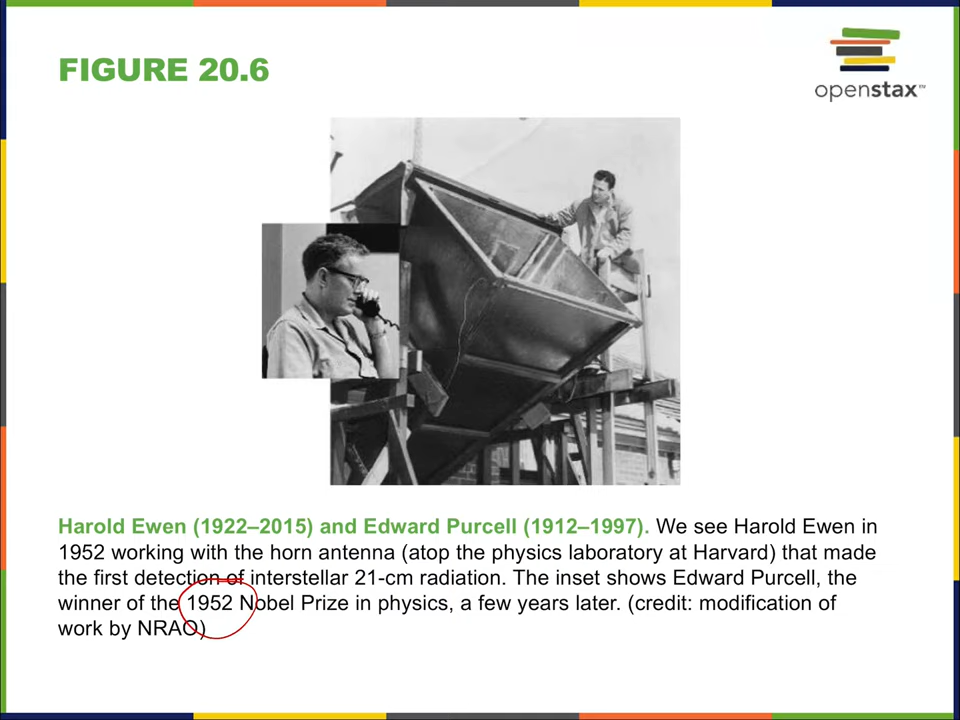 FIGURE 20.6
openstax™
Harold Ewen (1922–2015) and Edward Purcell (1912–1997). We see Harold Ewen in
1952 working with the horn antenna (atop the physics laboratory at Harvard) that made
the first detection of interstellar 21-cm radiation. The inset shows Edward Purcell, the
winner of the 1952 Nobel Prize in physics, a few years later. (credit: modification of
work by NRAO)